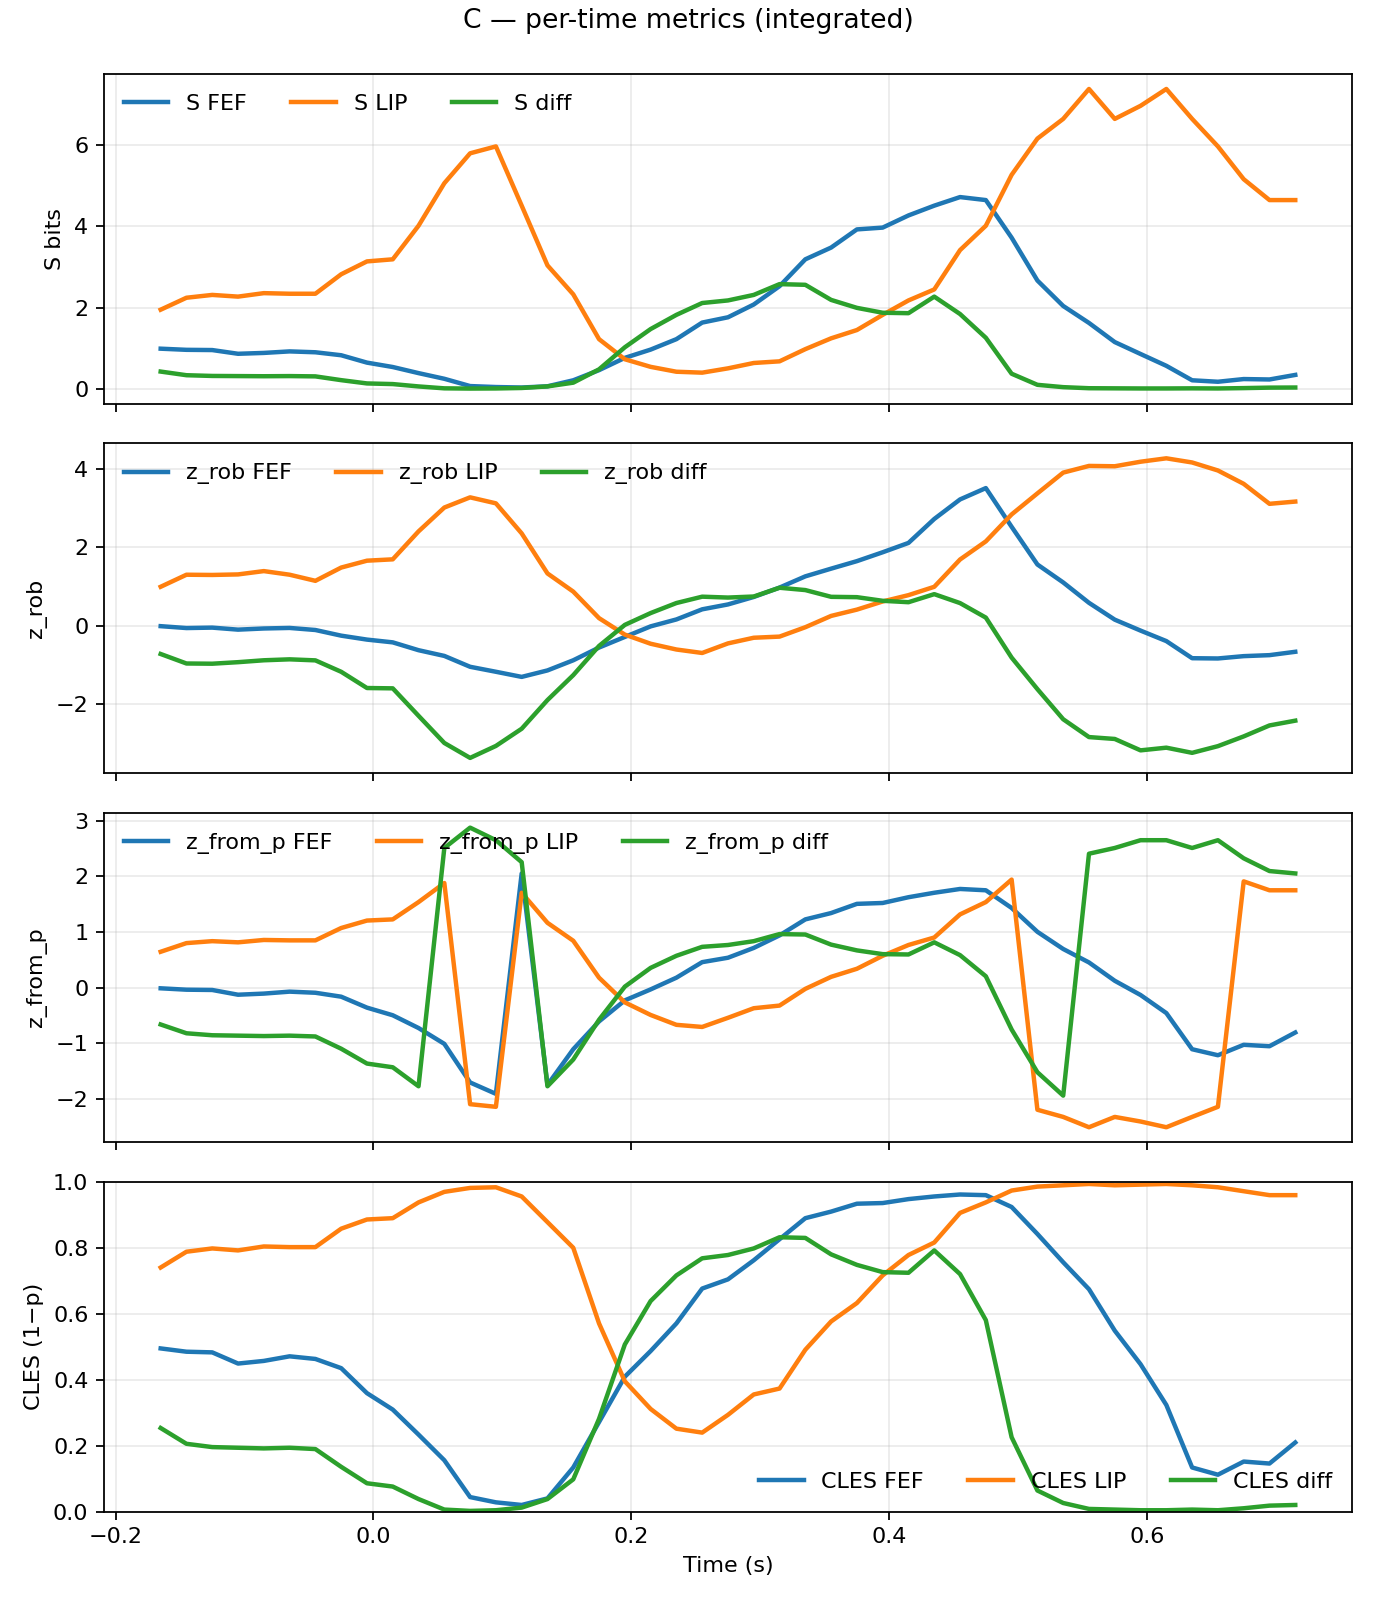 C — per-time metrics (integrated)
S FEF S LIP S diff
6
4
2
0
S bits
z_rob FEF z_rob LIP z_rob diff
4
2
0
−2
z_rob
z_from_p FEF z_from_p LIP z_from_p diff
3
2
1
0
−1
−2
z_from_p
1.0
0.8
0.6
0.4
0.2
0.0
CLES (1−p)
CLES FEF CLES LIP CLES diff
−0.2 0.0 0.2 0.4 0.6
Time (s)